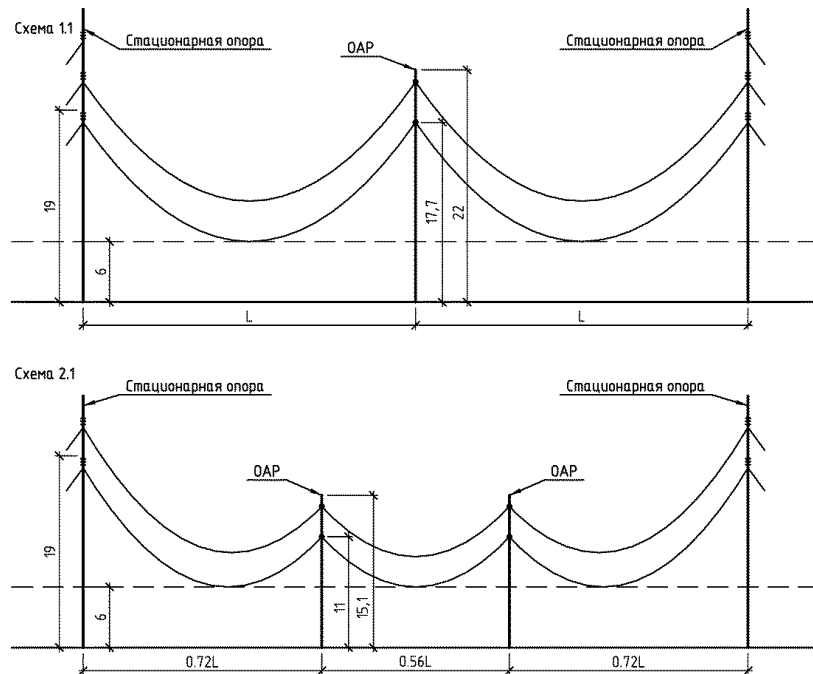 Схема 1.1
Стационарная опора
ОАР
Стационарная опора
19
6
17,7
22
L
L
Схема 2.1
Стационарная опора
Стационарная опора
ОАР
ОАР
19
6
11
15,1
0.72L
0.56L
0.72L